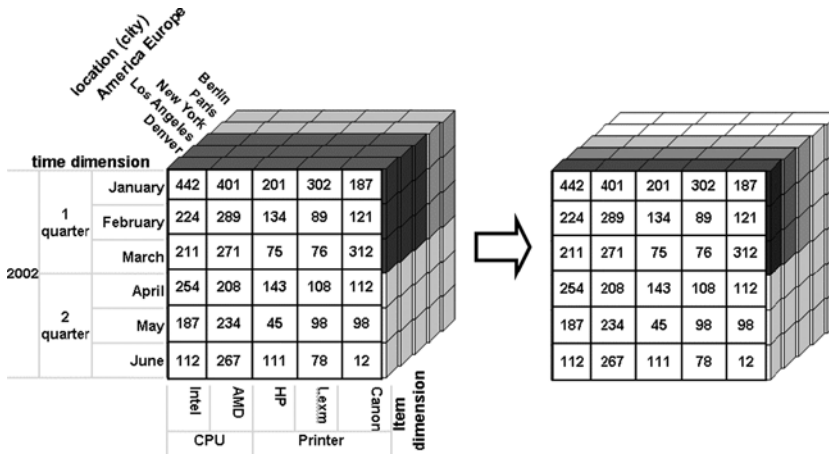 location (city)
America Europe
Berlin
Paris
New York
Los Angeles
Denver
time dimension
2002
1 quarter
January 442 401 201 302 187
February 224 289 134 89 121
March 211 271 75 76 312
2 quarter
April 254 208 143 108 112
May 187 234 45 98 98
June 112 267 111 78 12
Intel AMD HP Lexm Canon
CPU Printer
Item dimension
442 401 201 302 187
224 289 134 89 121
211 271 75 76 312
254 208 143 108 112
187 234 45 98 98
112 267 111 78 12